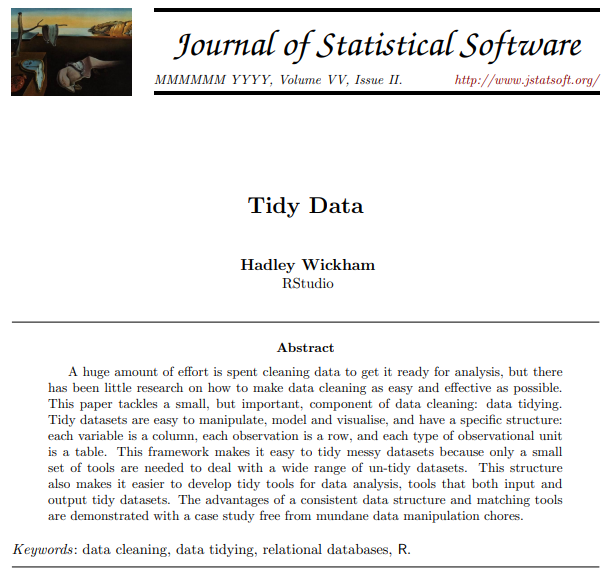 Journal of Statistical Software
MMMMMM YYYY, Volume VV, Issue II.
http://www.jstatsoft.org/
Tidy Data
Hadley Wickham
RStudio
Abstract
A huge amount of effort is spent cleaning data to get it ready for analysis, but there
has been little research on how to make data cleaning as easy and effective as possible.
This paper tackles a small, but important, component of data cleaning: data tidying.
Tidy datasets are easy to manipulate, model and visualise, and have a specific structure:
each variable is a column, each observation is a row, and each type of observational unit
is a table. This framework makes it easy to tidy messy datasets because only a small
set of tools are needed to deal with a wide range of un-tidy datasets. This structure
also makes it easier to develop tidy tools for data analysis, tools that both input and
output tidy datasets. The advantages of a consistent data structure and matching tools
are demonstrated with a case study free from mundane data manipulation chores.
Keywords: data cleaning, data tidying, relational databases, R.